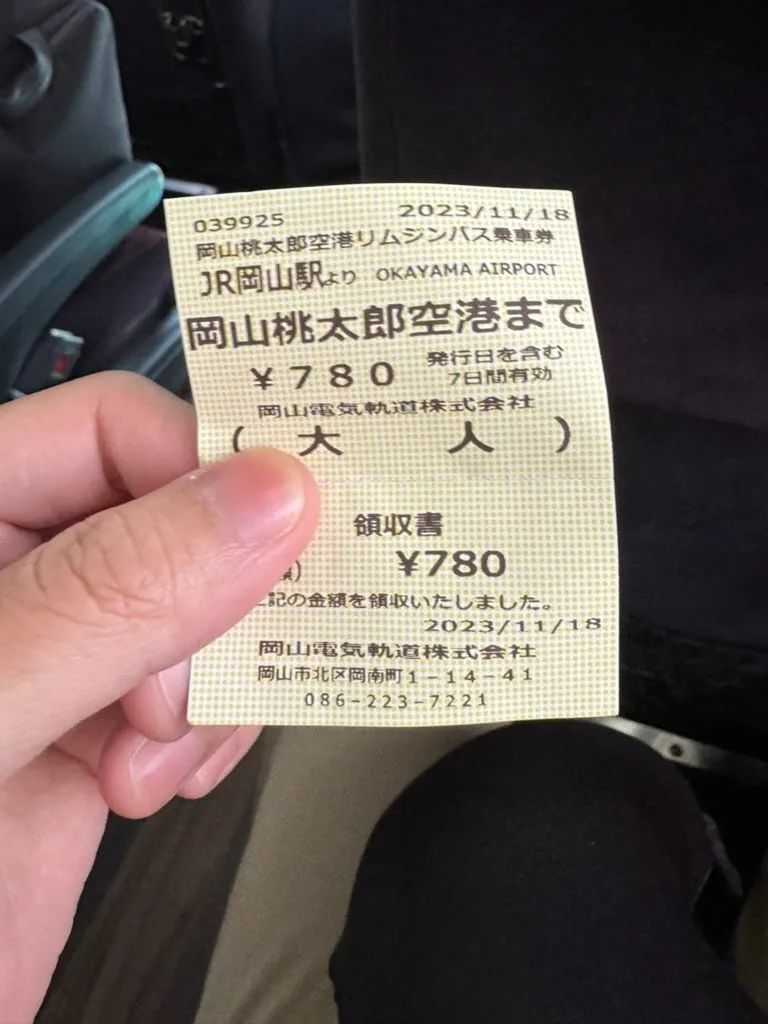 039925 2023/11/18
岡山桃太郎空港リムジンバス乗車券
JR岡山駅より OKAYAMA AIRPORT
岡山桃太郎空港まで
¥780 発行日を含む
7日間有効
岡山電気軌道株式会社
(大 人)
領収書
¥780
記の金額を領収いたしました。
2023/11/18
岡山電気軌道株式会社
岡山市北区岡南町1-14-41
086-223-7221